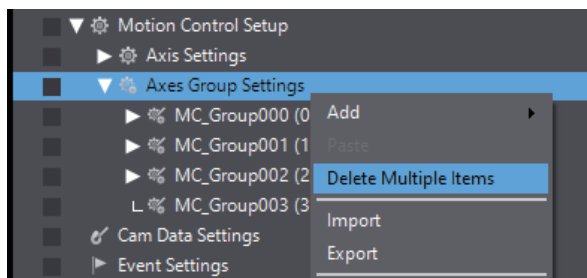 Motion Control Setup
Axis Settings
Axes Group Settings
MC_Group000 (0
MC_Group001 (1
MC_Group002 (2
MC_Group003 (3
Cam Data Settings
Event Settings
Add
Paste
Delete Multiple Items
Import
Export